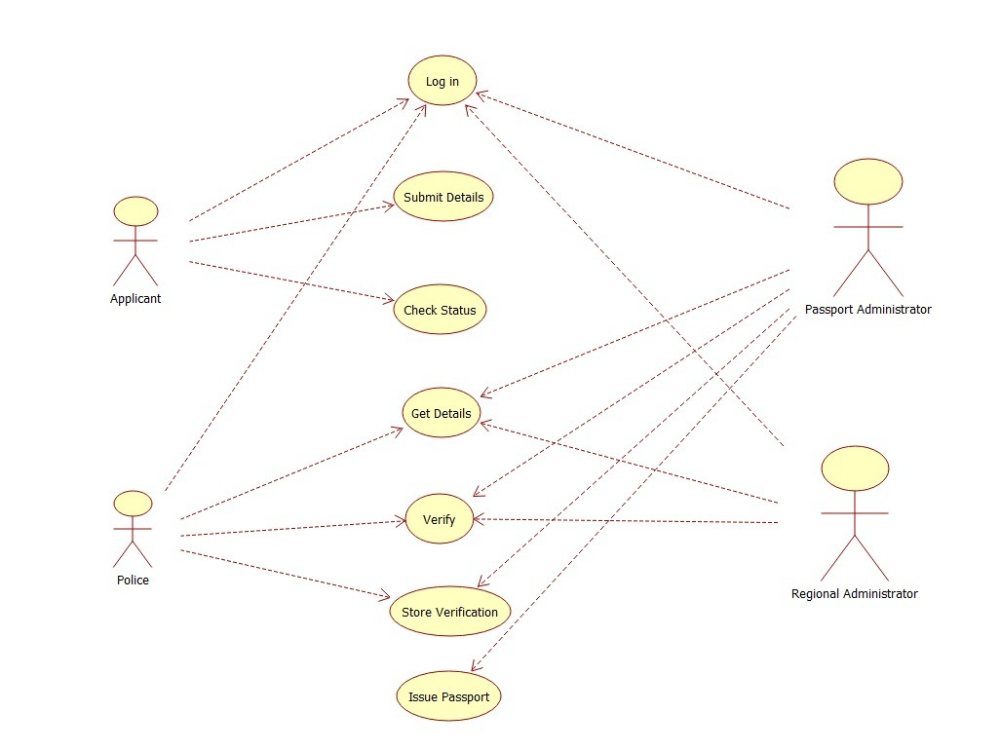 Log in
Submit Details
Applicant
Passport Administrator
Check Status
Get Details
Verify
Police
Regional Administrator
Store Verification
Issue Passport